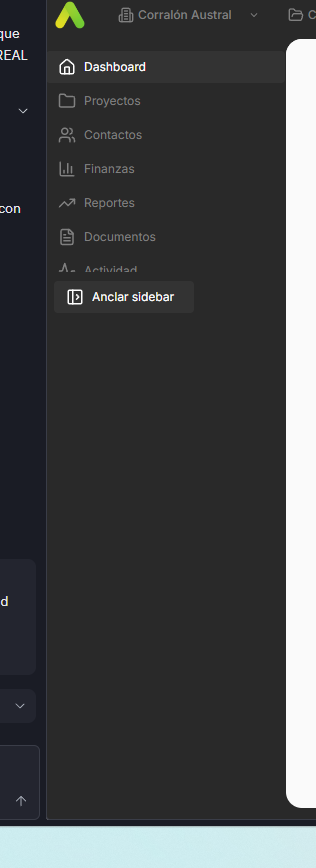 que
REAL
con
d
Corralón Austral
C
Dashboard
Proyectos
Contactos
Finanzas
Reportes
Documentos
Actividad
Anclar sidebar